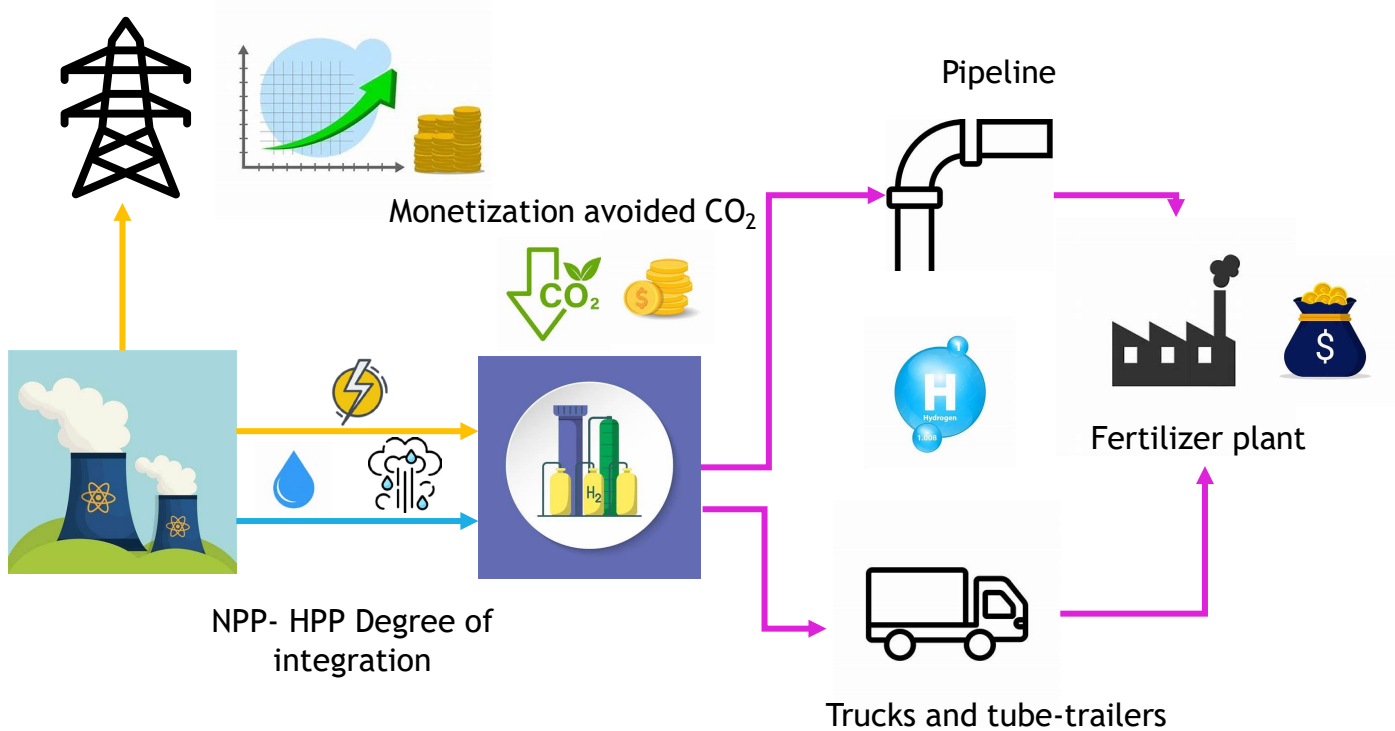 Pipeline
Monetization avoided CO₂
CO₂
$
1
H
Hydrogen
1.008
$
H₂
Fertilizer plant
NPP- HPP Degree of
integration
Trucks and tube-trailers